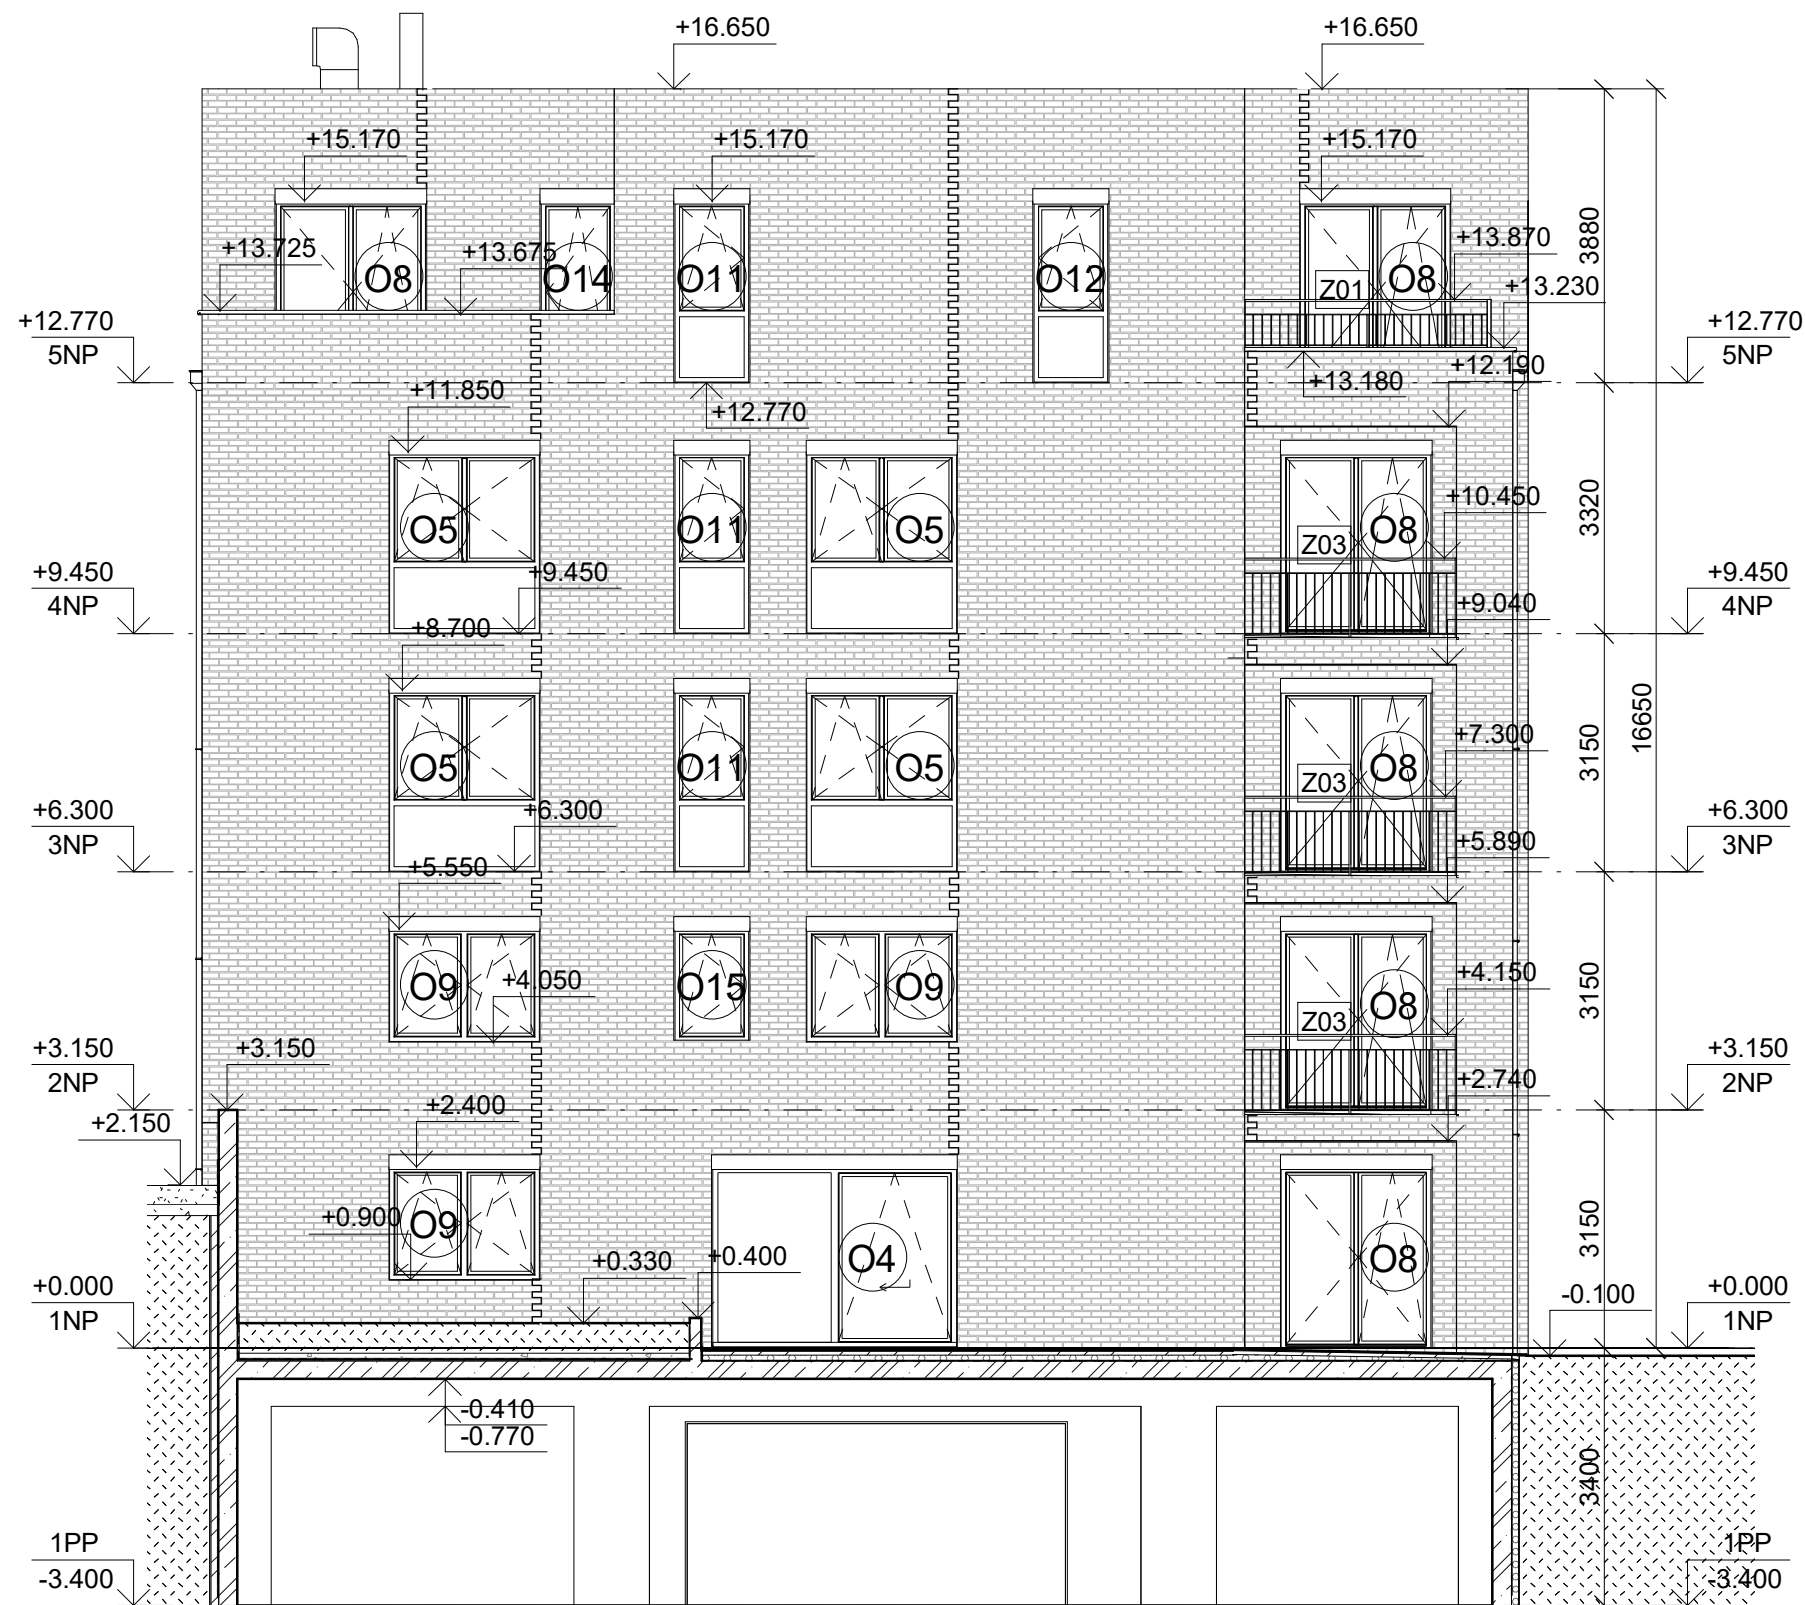 +16.650
+16.650
+15.170
+15.170
+15.170
3880
+13.725
+13.675
+13.870
O8
O14
O11
O12
Z01
O8
+13.230
+12.770
5NP
+12.770
5NP
+12.190
+13.180
+11.850
+12.770
3320
+10.450
O5
O11
O5
Z03
O8
+9.450
4NP
+9.450
+9.450
4NP
+9.040
+8.700
16650
+7.300
3150
O5
O11
O5
Z03
O8
+6.300
3NP
+6.300
+6.300
3NP
+5.890
+5.550
O9
+4.050
O15
O9
+4.150
3150
Z03
O8
+3.150
2NP
+3.150
+3.150
2NP
+2.740
+2.400
+2.150
+0.900
O9
3150
+0.330
+0.400
O4
O8
+0.000
1NP
-0.100
+0.000
1NP
-0.410
-0.770
3400
1PP
-3.400
1PP
-3.400